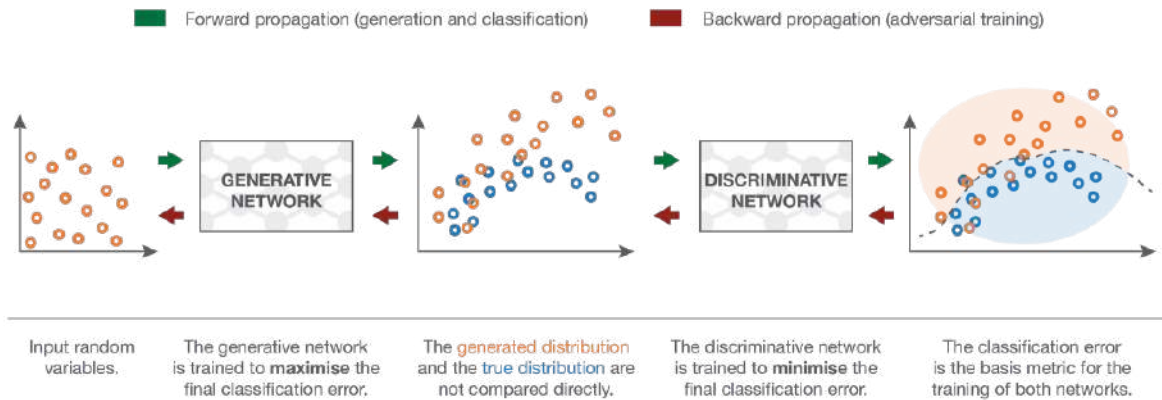 Forward propagation (generation and classification)
Backward propagation (adversarial training)
GENERATIVE
NETWORK
DISCRIMINATIVE
NETWORK
Input random
variables.
The generative network
is trained to maximise the
final classification error.
The generated distribution
and the true distribution are
not compared directly.
The discriminative network
is trained to minimise the
final classification error.
The classification error
is the basis metric for the
training of both networks.